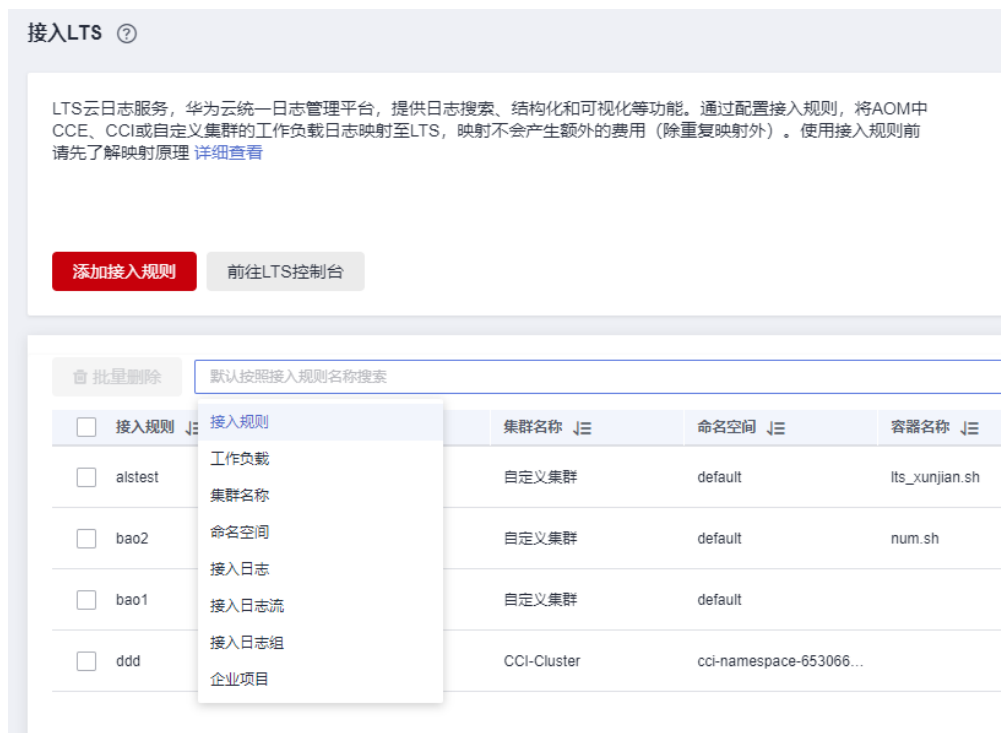 接入LTS ?
LTS云日志服务，华为云统一日志管理平台，提供日志搜索、结构化和可视化等功能。通过配置接入规则，将AOM中
CCE、CCI或自定义集群的工作负载日志映射至LTS，映射不会产生额外的费用（除重复映射外）。使用接入规则前
请先了解映射原理 详细查看
添加接入规则 前往LTS控制台
批量删除 默认按照接入规则名称搜索
接入规则 集群名称 命名空间 容器名称
alstest 自定义集群 default lts_xunjian.sh
bao2 自定义集群 default num.sh
bao1 自定义集群 default
ddd CCI-Cluster cci-namespace-653066...
接入规则
工作负载
集群名称
命名空间
接入日志
接入日志流
接入日志组
企业项目